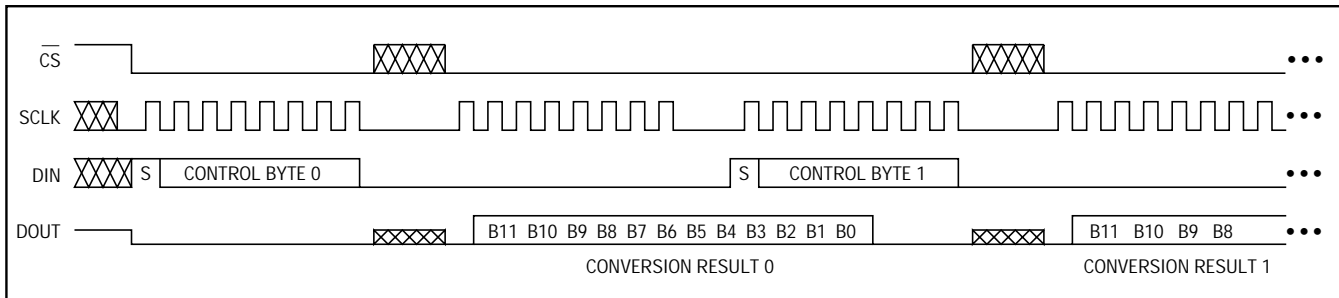 CS
SCLK
DIN S CONTROL BYTE 0 S CONTROL BYTE 1
DOUT B11 B10 B9 B8 B7 B6 B5 B4 B3 B2 B1 B0 B11 B10 B9 B8
CONVERSION RESULT 0 CONVERSION RESULT 1